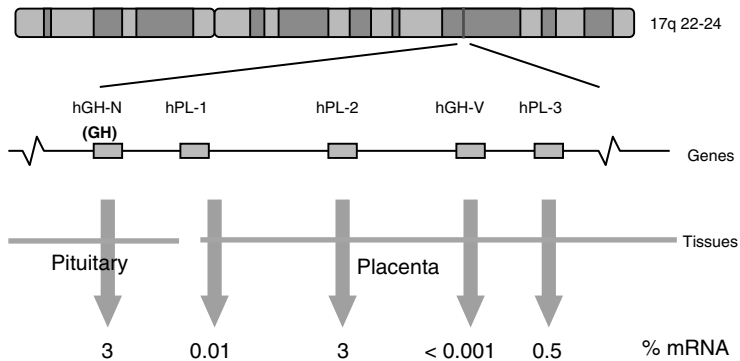 17q 22-24
hGH-N hPL-1 hPL-2 hGH-V hPL-3
(GH)
Genes
Tissues
Pituitary Placenta
3 0.01 3 < 0.001 0.5 % mRNA